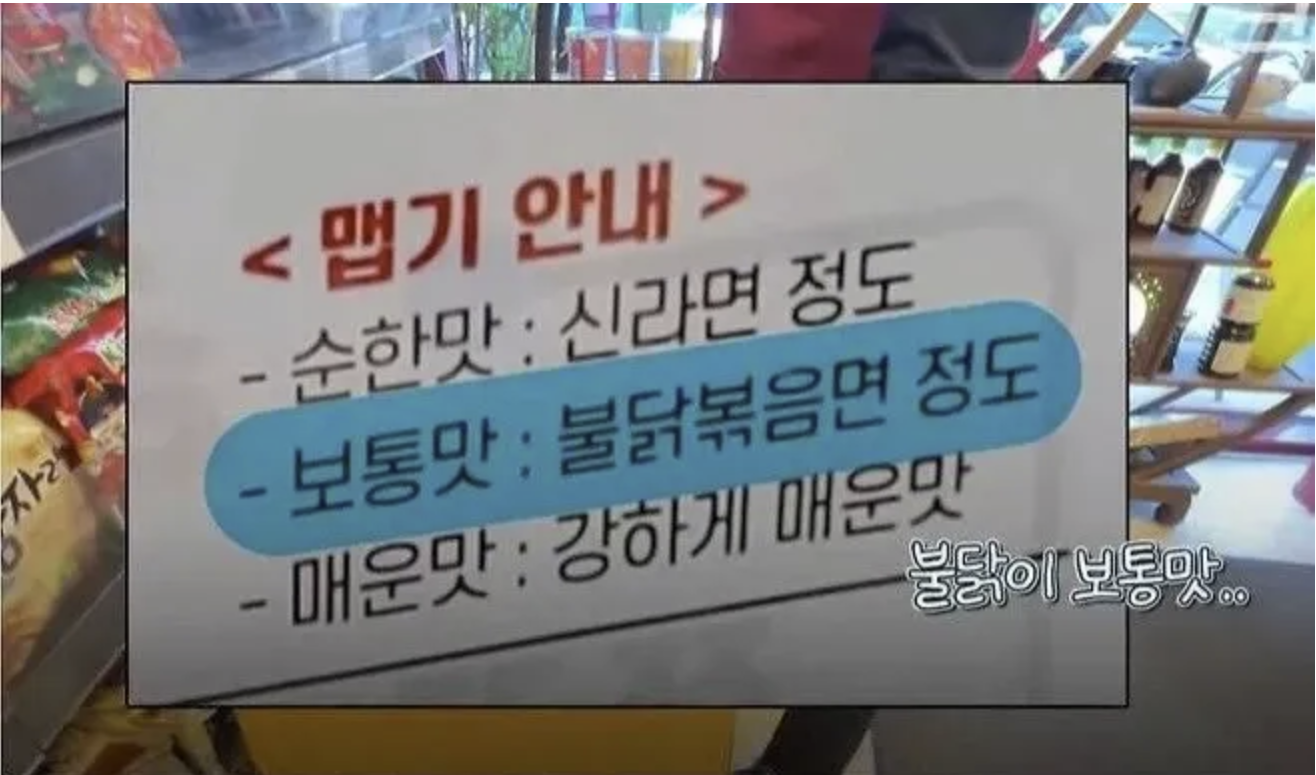 < 맵기 안내 >
- 순한맛 : 신라면 정도
- 보통맛 : 불닭볶음면 정도
- 매운맛 : 강하게 매운맛
불닭이 보통맛..